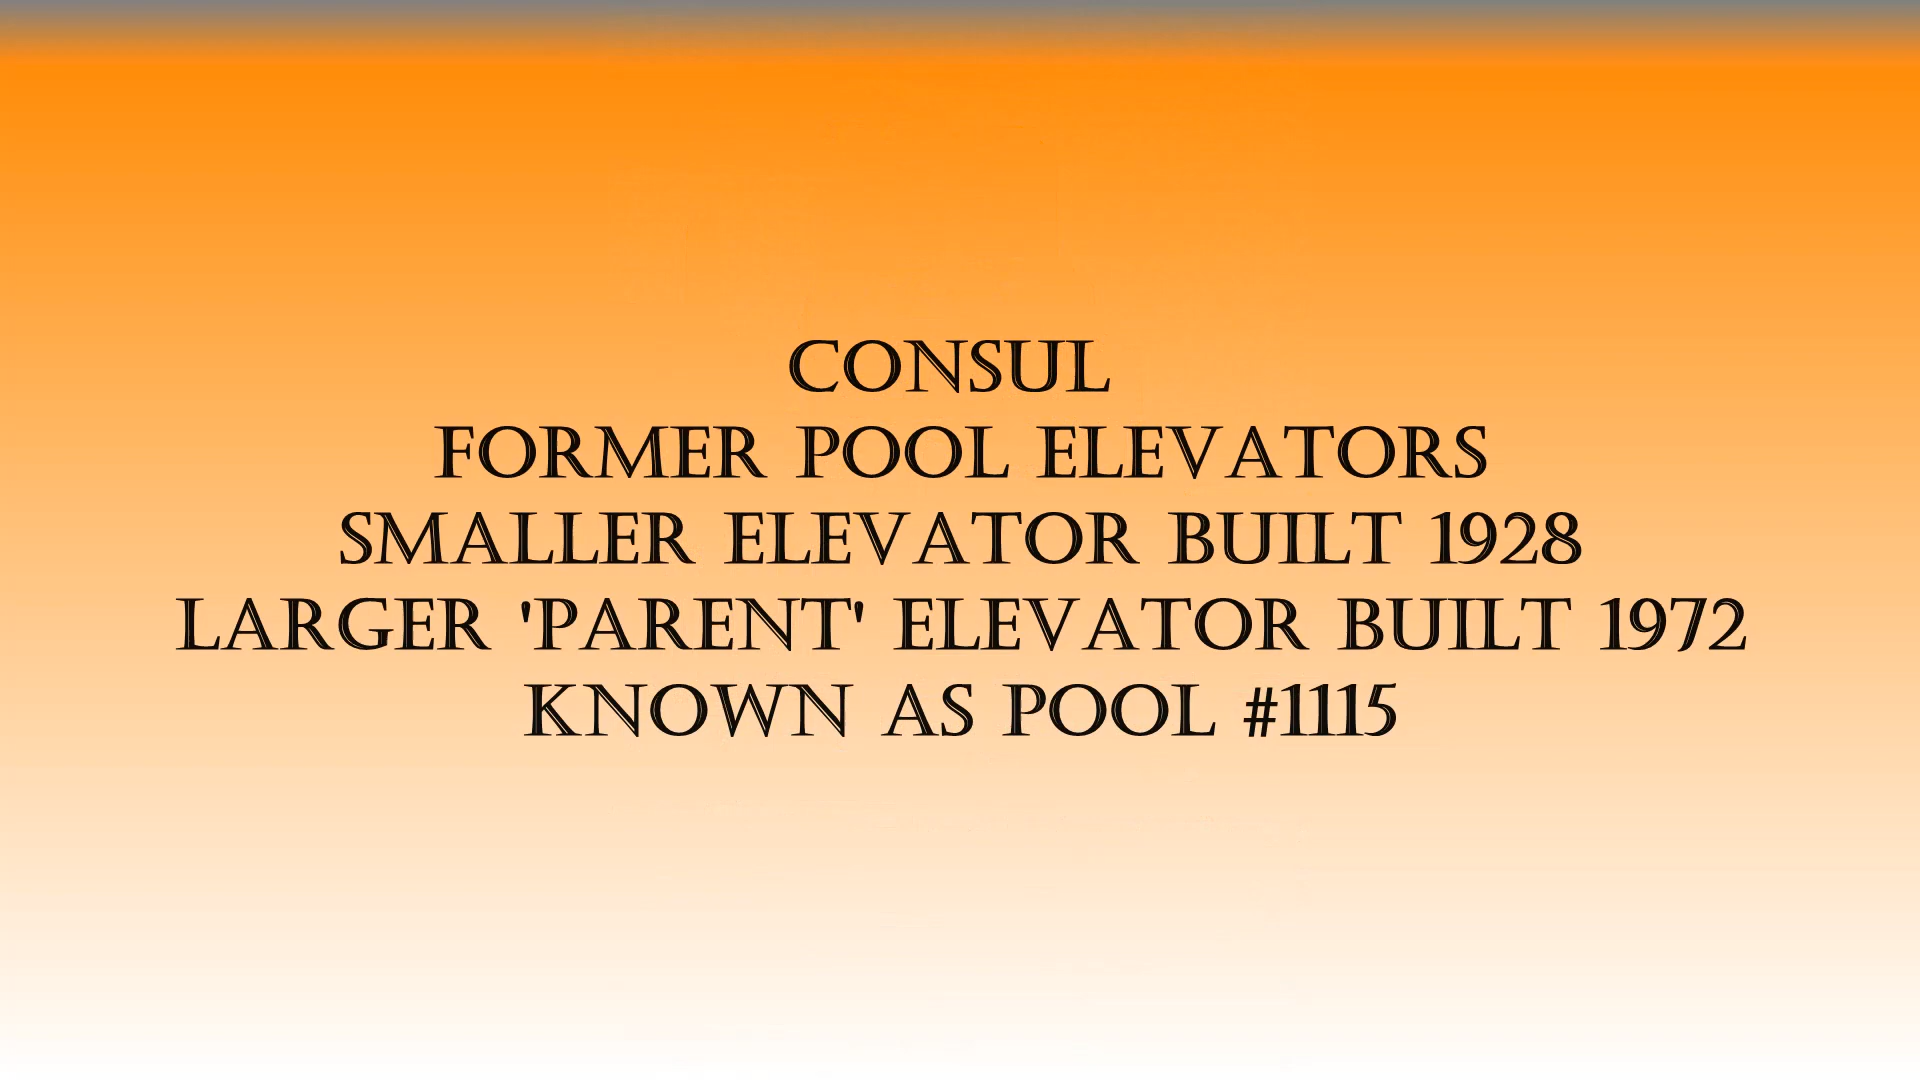 CONSUL
FORMER POOL ELEVATORS
SMALLER ELEVATOR BUILT 1928
LARGER 'PARENT' ELEVATOR BUILT 1972
KNOWN AS POOL #1115